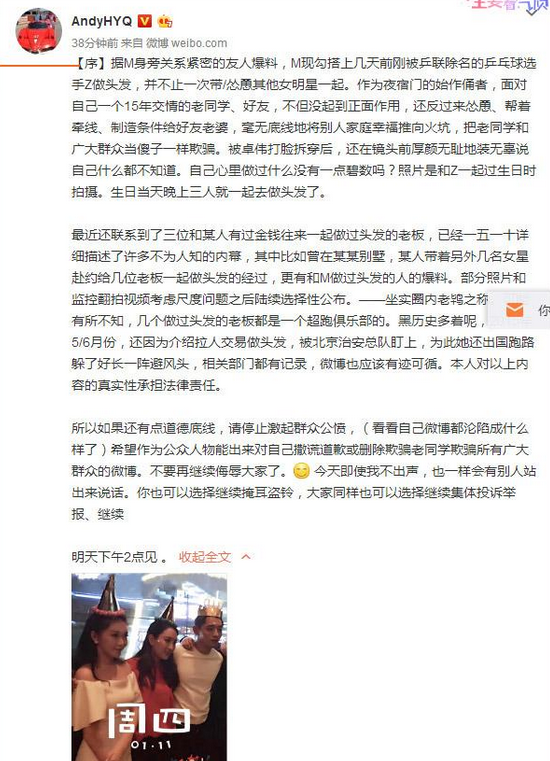 主要看气质
AndyHYQ
38分钟前 来自 微博 weibo.com
【序】据M身旁关系紧密的友人爆料，M现勾搭上几天前刚被乒联除名的乒乓球选
手Z做头发，并不止一次带/怂恿其他女明星一起。作为夜宿门的始作俑者，面对
自己一个15年交情的老同学、好友，不但没起到正面作用，还反过来怂恿、帮着
牵线、制造条件给好友老婆，毫无底线地将别人家庭幸福推向火坑，把老同学和
广大群众当傻子一样欺骗。被卓伟打脸拆穿后，还在镜头前厚颜无耻地装无辜说
自己什么都不知道。自己心里做过什么没有一点碧数吗？照片是和Z一起过生日时
拍摄。生日当天晚上三人就一起去做头发了。
最近还联系到了三位和某人有过金钱往来一起做过头发的老板，已经一五一十详
细描述了许多不为人知的内幕，其中比如曾在某某别墅，某人带着另外几名女星
赴约给几位老板一起做头发的经过，更有和M做过头发的人的爆料。部分照片和
监控翻拍视频考虑尺度问题之后陆续选择性公布。——坐实圈内老鸨之称
有所不知，几个做过头发的老板都是一个超跑俱乐部的。黑历史多着呢，
5/6月份，还因为介绍拉人交易做头发，被北京治安总队盯上，为此她还出国跑路
躲了好长一阵避风头，相关部门都有记录，微博也应该有迹可循。本人对以上内
容的真实性承担法律责任。
所以如果还有点道德底线，请停止激起群众公愤，（看看自己微博都沦陷成什么
样了）希望作为公众人物能出来对自己撒谎道歉或删除欺骗老同学欺骗所有广大
群众的微博。不要再继续侮辱大家了。😊 今天即使我不出声，也一样会有别人站
出来说话。你也可以选择继续掩耳盗铃，大家同样也可以选择继续集体投诉举
报、继续
明天下午2点见 。 收起全文
你
周四
01.11